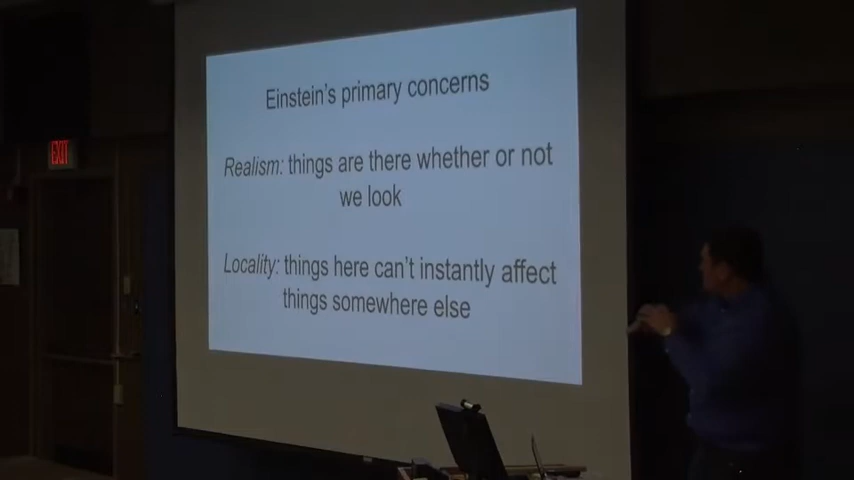 Einstein's primary concerns
Realism: things are there whether or not
we look
Locality: things here can't instantly affect
things somewhere else
EXIT